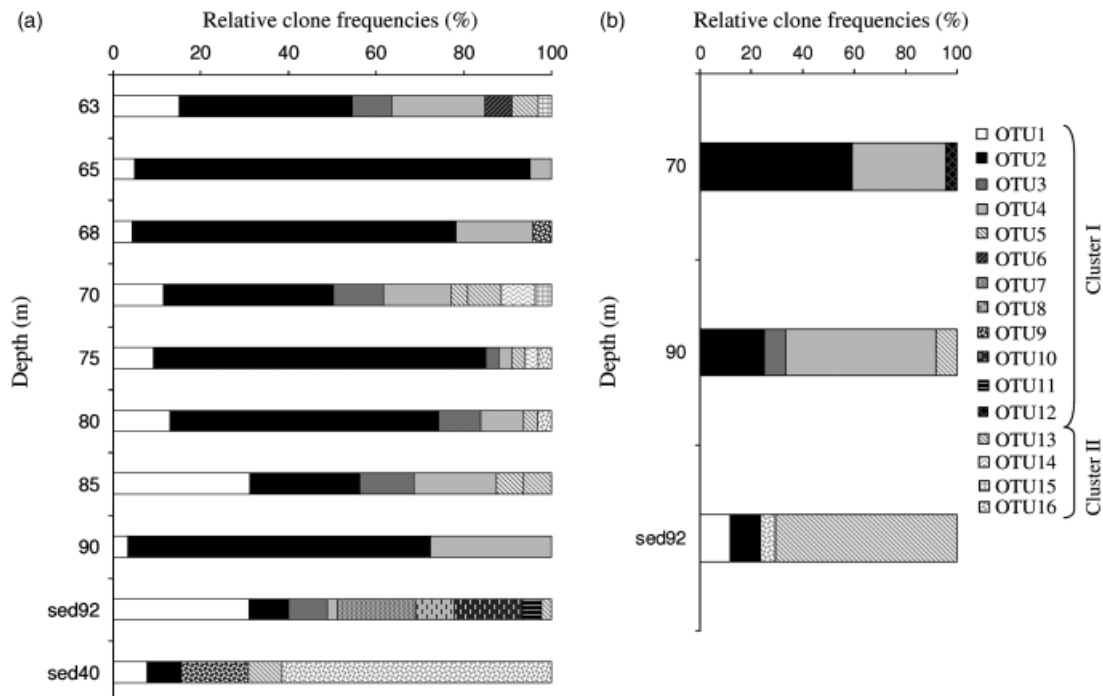 (a)
Relative clone frequencies (%)
0 20 40 60 80 100
Depth (m)
63
65
68
70
75
80
85
90
sed92
sed40
(b)
Relative clone frequencies (%)
0 20 40 60 80 100
Depth (m)
70
90
sed92
OTU1
OTU2
OTU3
OTU4
OTU5
OTU6
OTU7
OTU8
OTU9
OTU10
OTU11
OTU12
OTU13
OTU14
OTU15
OTU16
Cluster I
Cluster II